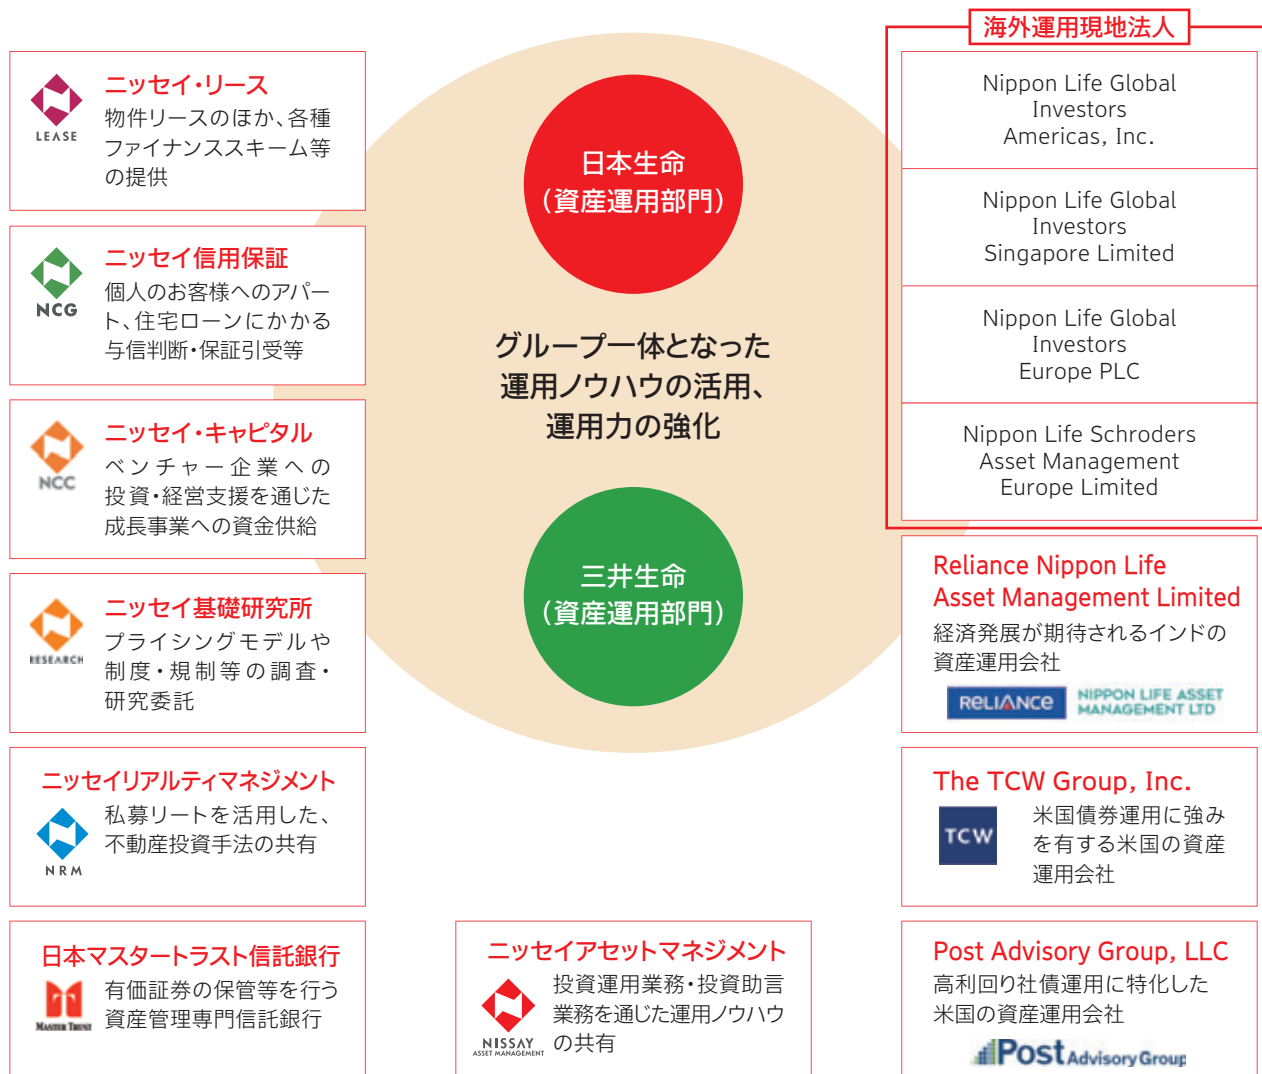 ニッセイ・リース
LEASE
物件リースのほか、各種
ファイナンススキーム等
の提供
ニッセイ信用保証
NCG
個人のお客様へのアパー
ト、住宅ローンにかかる
与信判断・保証引受等
ニッセイ・キャピタル
NCC
ベンチャー企業への
投資・経営支援を通じた
成長事業への資金供給
ニッセイ基礎研究所
RESEARCH
プライシングモデルや
制度・規制等の調査・
研究委託
ニッセイリアルティマネジメント
NRM
私募リートを活用した、
不動産投資手法の共有
日本マスタートラスト信託銀行
MASTER TRUST
有価証券の保管等を行う
資産管理専門信託銀行
日本生命
(資産運用部門)
グループ一体となった
運用ノウハウの活用、
運用力の強化
三井生命
(資産運用部門)
ニッセイアセットマネジメント
NISSAY
ASSET MANAGEMENT
投資運用業務・投資助言
業務を通じた運用ノウハウ
の共有
海外運用現地法人
Nippon Life Global
Investors
Americas, Inc.
Nippon Life Global
Investors
Singapore Limited
Nippon Life Global
Investors
Europe PLC
Nippon Life Schroders
Asset Management
Europe Limited
Reliance Nippon Life
Asset Management Limited
経済発展が期待されるインドの
資産運用会社
RELIANCE
NIPPON LIFE ASSET
MANAGEMENT LTD
The TCW Group, Inc.
TCW
米国債券運用に強み
を有する米国の資産
運用会社
Post Advisory Group, LLC
高利回り社債運用に特化した
米国の資産運用会社
Post Advisory Group